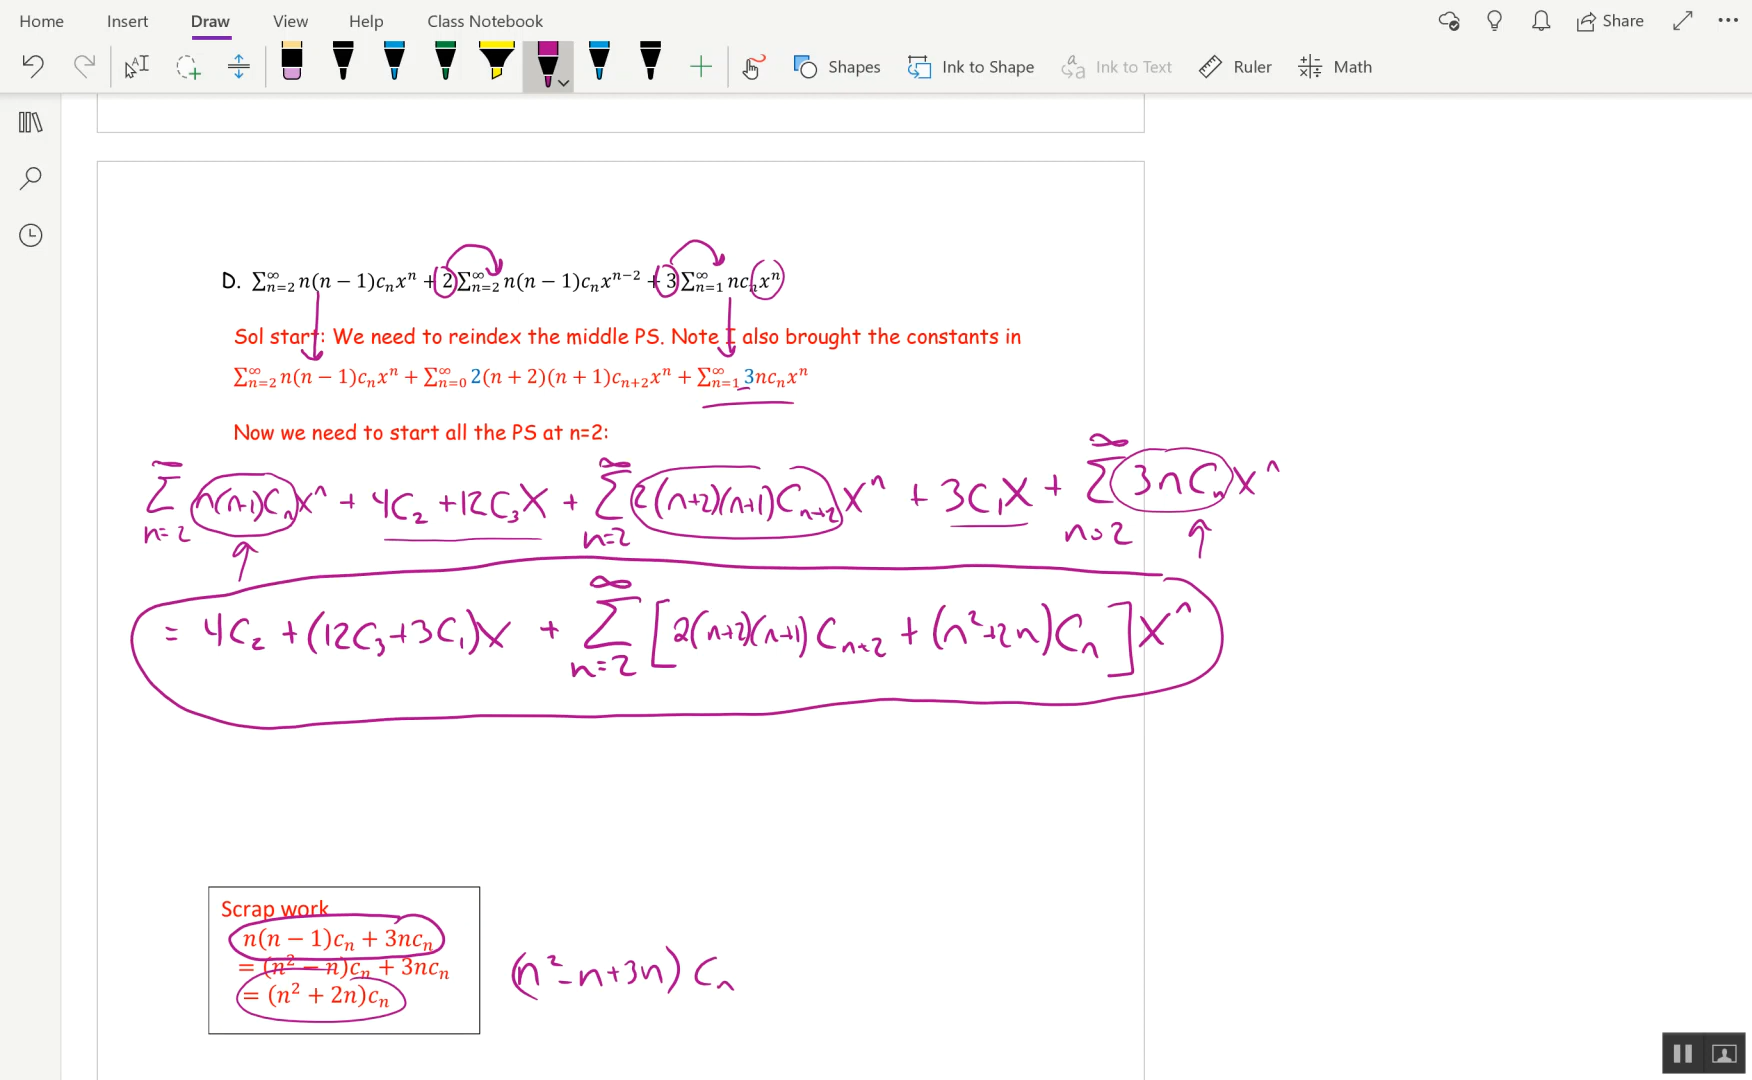 Home Insert Draw View Help Class Notebook Share
Shapes Ink to Shape Ink to Text Ruler Math
D. ∑_{n=2}^{∞} n(n − 1)c_n x^n + 2∑_{n=2}^{∞} n(n − 1)c_n x^{n−2} + 3∑_{n=1}^{∞} nc_n x^n
Sol start: We need to reindex the middle PS. Note I also brought the constants in
∑_{n=2}^{∞} n(n − 1)c_n x^n + ∑_{n=0}^{∞} 2(n + 2)(n + 1)c_{n+2} x^n + ∑_{n=1}^{∞} 3nc_n x^n
Now we need to start all the PS at n=2:
∑_{n=2}^{∞} n(n-1)C_n x^n + 4C_2 + 12C_3 X + ∑_{n=2}^{∞} 2(n+2)(n+1)C_{n+2} X^n + 3C_1 X + ∑_{n=2}^{∞} 3nC_n X^n
= 4C_2 + (12C_3 + 3C_1)X + ∑_{n=2}^{∞} [2(n+2)(n+1)C_{n+2} + (n^2+2n)C_n] X^n
Scrap work
n(n − 1)c_n + 3nc_n
= (n^2 − n)c_n + 3nc_n (n^2 - n + 3n) C_n
= (n^2 + 2n)c_n